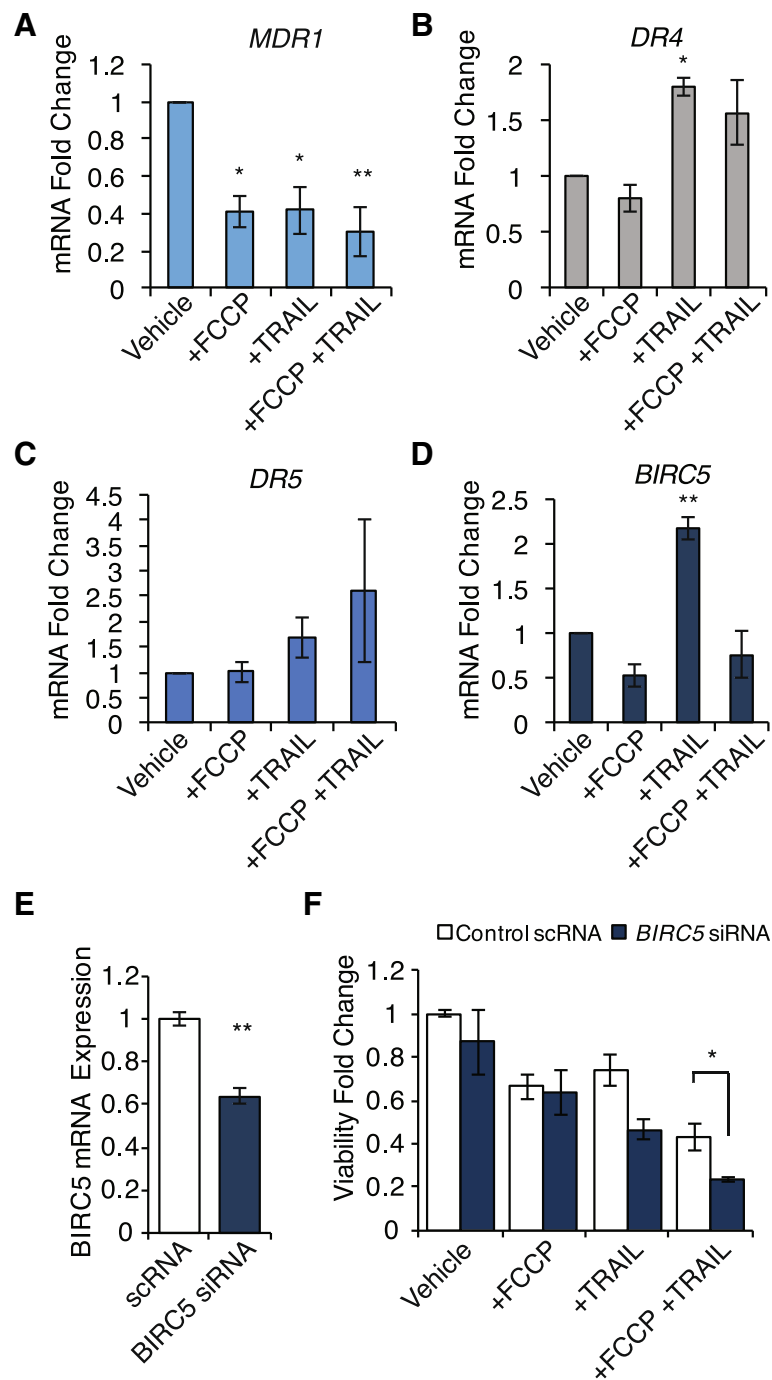 A
MDR1
mRNA Fold Change
1.2
1
0.8
0.6
0.4
0.2
0
*
*
**
Vehicle
+FCCP
+TRAIL
+FCCP +TRAIL
B
DR4
mRNA Fold Change
2
1.5
1
0.5
0
*
Vehicle
+FCCP
+TRAIL
+FCCP +TRAIL
C
DR5
mRNA Fold Change
4.5
4
3.5
3
2.5
2
1.5
1
0.5
0
Vehicle
+FCCP
+TRAIL
+FCCP +TRAIL
D
BIRC5
mRNA Fold Change
2.5
2
1.5
1
0.5
0
**
Vehicle
+FCCP
+TRAIL
+FCCP +TRAIL
E
BIRC5 mRNA Expression
1.2
1
0.8
0.6
0.4
0.2
0
**
scRNA
BIRC5 siRNA
F
Control scRNA BIRC5 siRNA
Viability Fold Change
1.2
1
0.8
0.6
0.4
0.2
0
*
Vehicle
+FCCP
+TRAIL
+FCCP +TRAIL